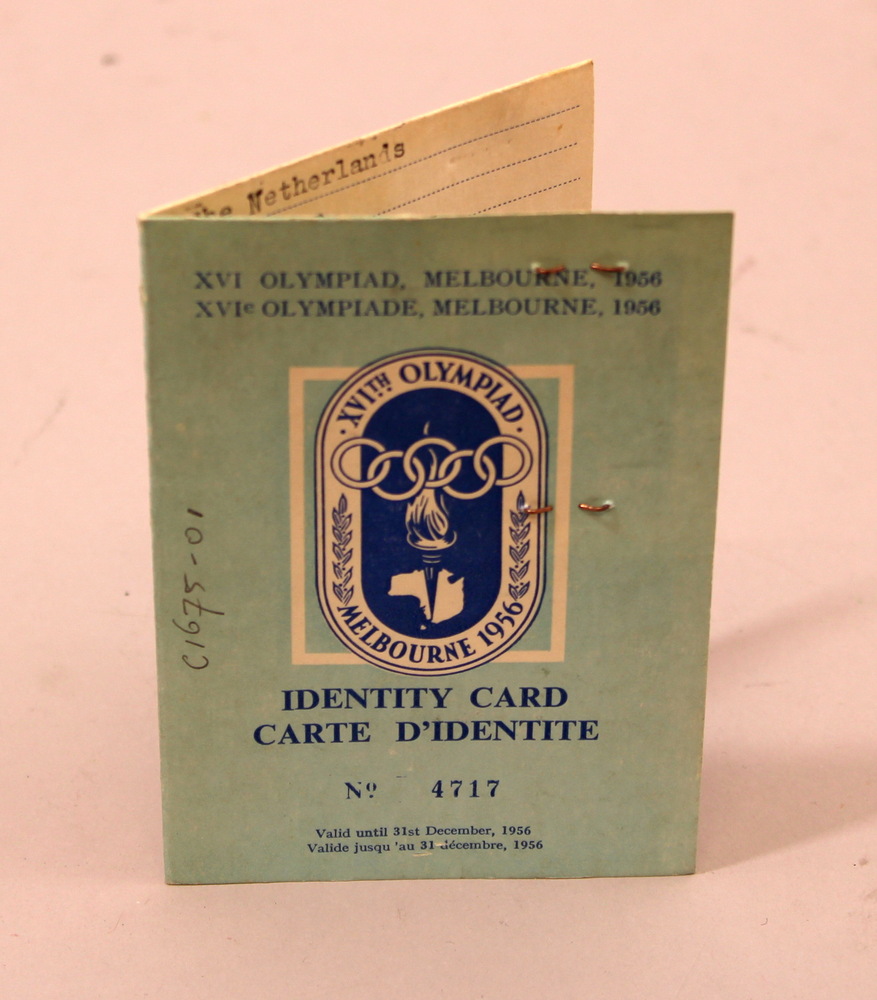 The Netherlands
XVI OLYMPIAD, MELBOURNE, 1956
XVIe OLYMPIADE, MELBOURNE, 1956
XVITH OLYMPIAD
MELBOURNE 1956
C1675-01
IDENTITY CARD
CARTE D'IDENTITE
Nº 4717
Valid until 31st December, 1956
Valide jusqu 'au 31 décembre, 1956